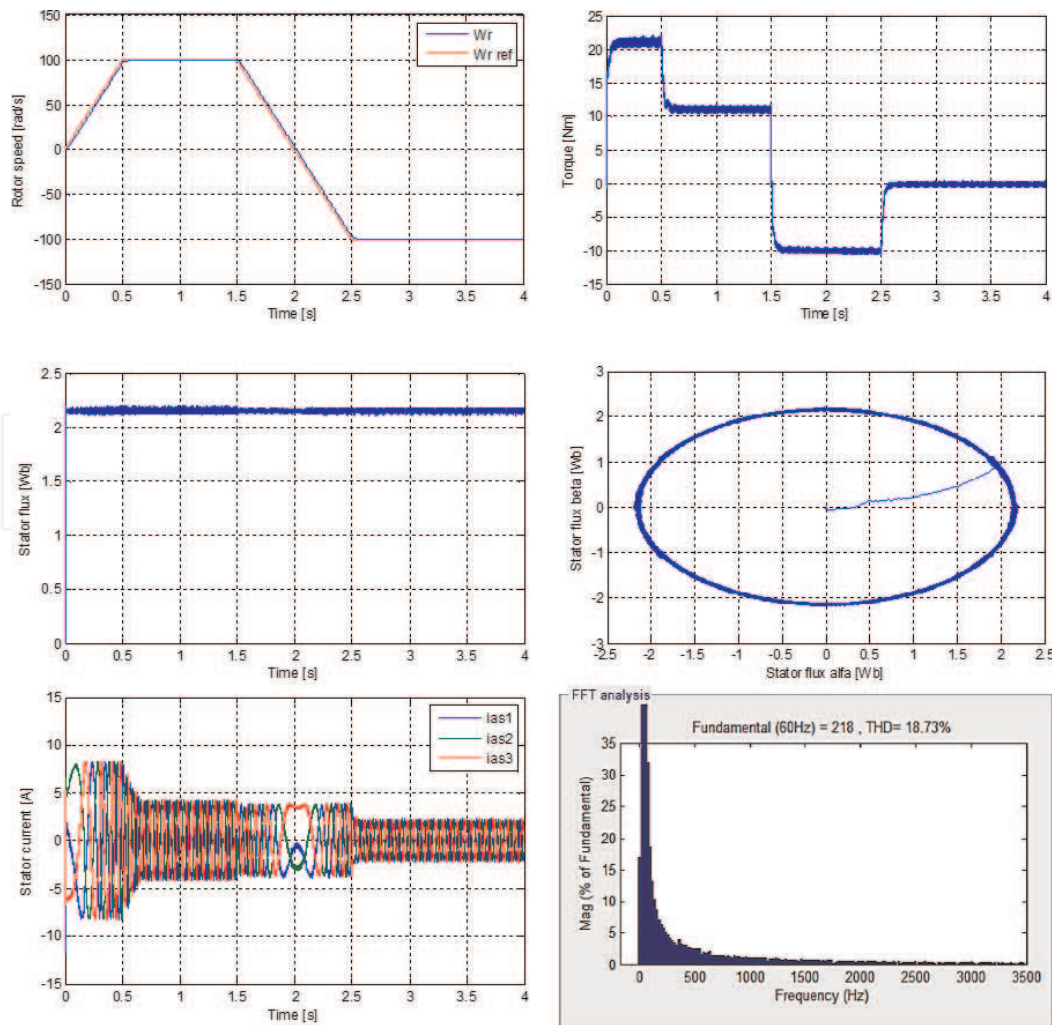 Rotor speed [rad/s]
150
100
50
0
-50
-100
-150
Wr
Wr ref
0 0.5 1 1.5 2 2.5 3 3.5 4
Time [s]
Torque [Nm]
25
20
15
10
5
0
-5
-10
-15
0 0.5 1 1.5 2 2.5 3 3.5 4
Time [s]
Stator flux [Wb]
2.5
2
1.5
1
0.5
0
0 0.5 1 1.5 2 2.5 3 3.5 4
Time [s]
Stator flux beta [Wb]
3
2
1
0
-1
-2
-3
-2.5 -2 -1.5 -1 -0.5 0 0.5 1 1.5 2 2.5
Stator flux alfa [Wb]
Stator current [A]
15
10
5
0
-5
-10
-15
ias1
ias2
ias3
0 0.5 1 1.5 2 2.5 3 3.5 4
Time [s]
FFT analysis
Fundamental (60Hz) = 218 , THD= 18.73%
Mag (% of Fundamental)
35
30
25
20
15
10
5
0
0 500 1000 1500 2000 2500 3000 3500
Frequency (Hz)